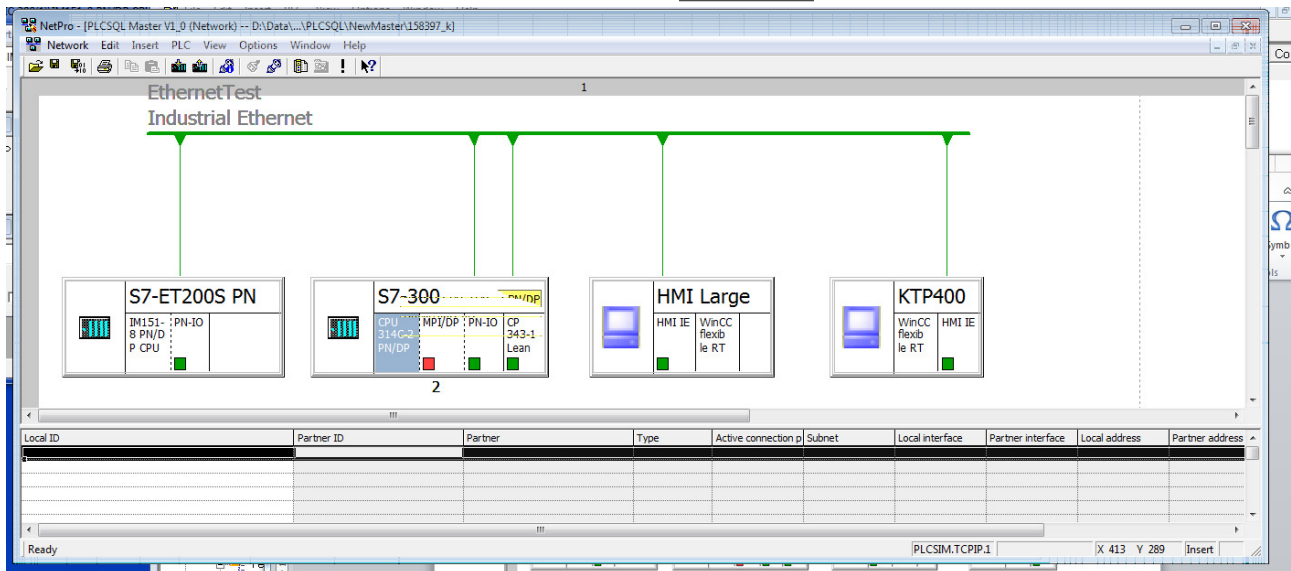 NetPro - [PLCSQL Master V1_0 (Network) -- D:\Data\...\PLCSQL\NewMaster\158397_k]
Network Edit Insert PLC View Options Window Help
1
EthernetTest
Industrial Ethernet
S7-ET200S PN
IM151-
8 PN/D
P CPU
PN-IO
S7-300
PN/DP
CPU
314C-2
PN/DP
MPI/DP
PN-IO
CP
343-1
Lean
2
HMI Large
HMI IE
WinCC
flexib
le RT
KTP400
WinCC
flexib
le RT
HMI IE
Local ID Partner ID Partner Type Active connection p Subnet Local interface Partner interface Local address Partner address
Ready PLCSIM.TCPIP.1 X 413 Y 289 Insert
Co
Ω
ymb